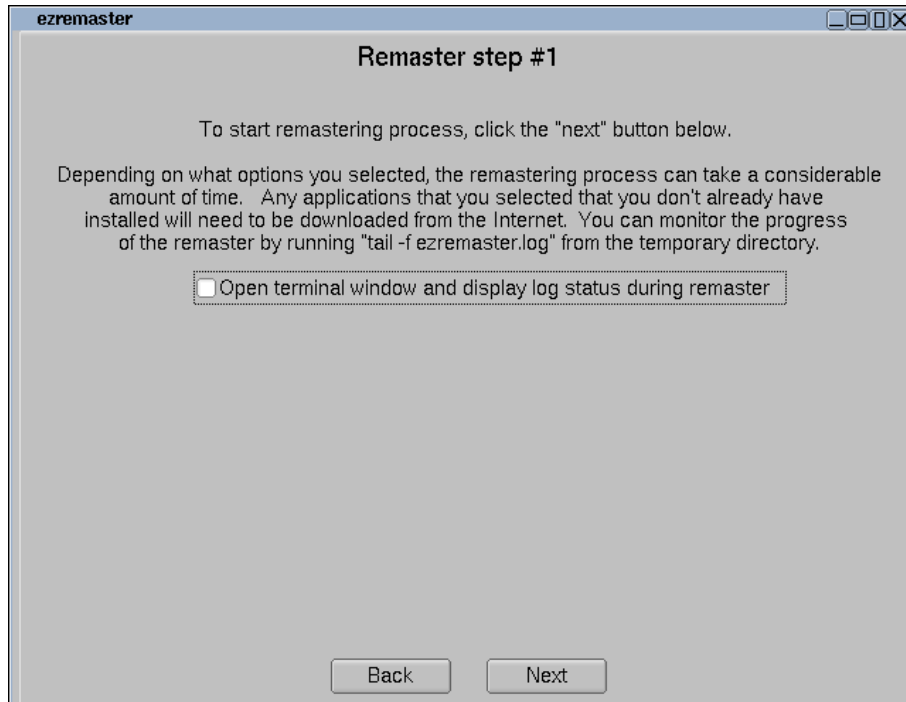 ezremaster
Remaster step #1
To start remastering process, click the "next" button below.
Depending on what options you selected, the remastering process can take a considerable
amount of time.   Any applications that you selected that you don't already have
installed will need to be downloaded from the Internet.  You can monitor the progress
of the remaster by running "tail -f ezremaster.log" from the temporary directory.
Open terminal window and display log status during remaster
Back Next